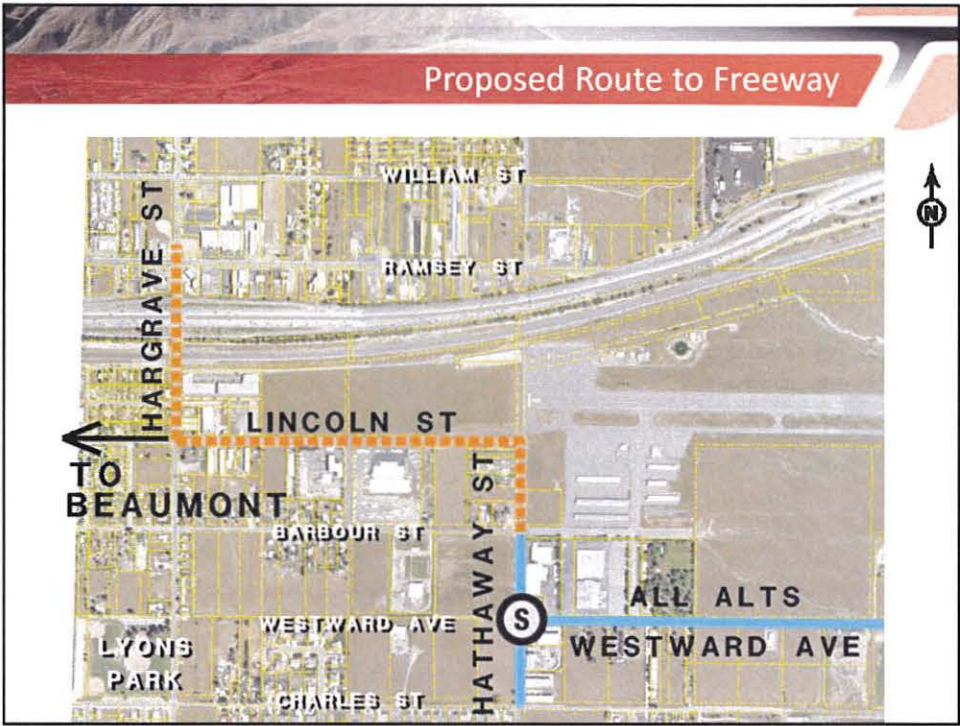 Proposed Route to Freeway
WILLIAM ST
N
HARGRAVE ST
RAMSEY ST
LINCOLN ST
TO
BEAUMONT
HATHAWAY ST
BARBOUR ST
ALL ALTS
S
WESTWARD AVE
WESTWARD AVE
LYONS
PARK
CHARLES ST